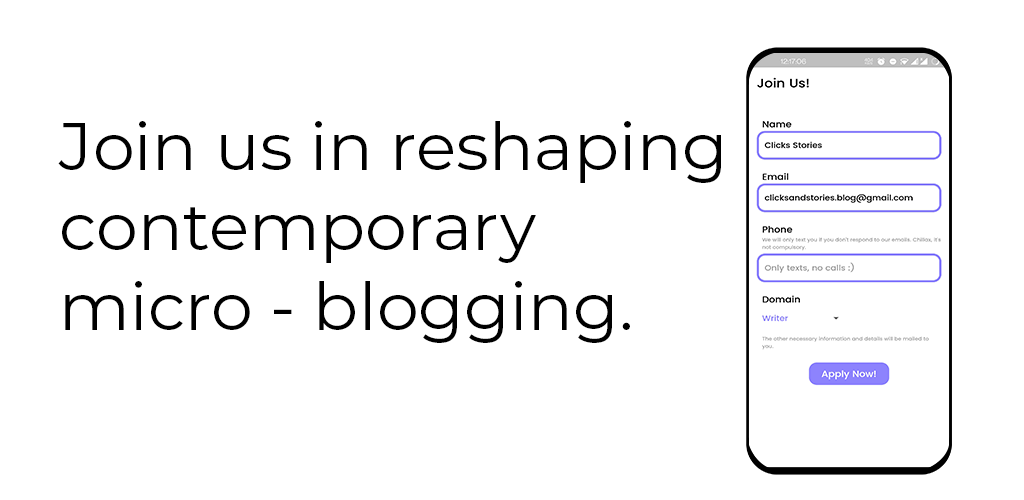 Join us in reshaping
contemporary
micro - blogging.
12:17:06
Join Us!
Name
Clicks Stories
Email
clicksandstories.blog@gmail.com
Phone
We will only text you if you don't respond to our emails. Chillax, it's
not compulsory.
Only texts, no calls :)
Domain
Writer
The other necessary information and details will be mailed to
you.
Apply Now!